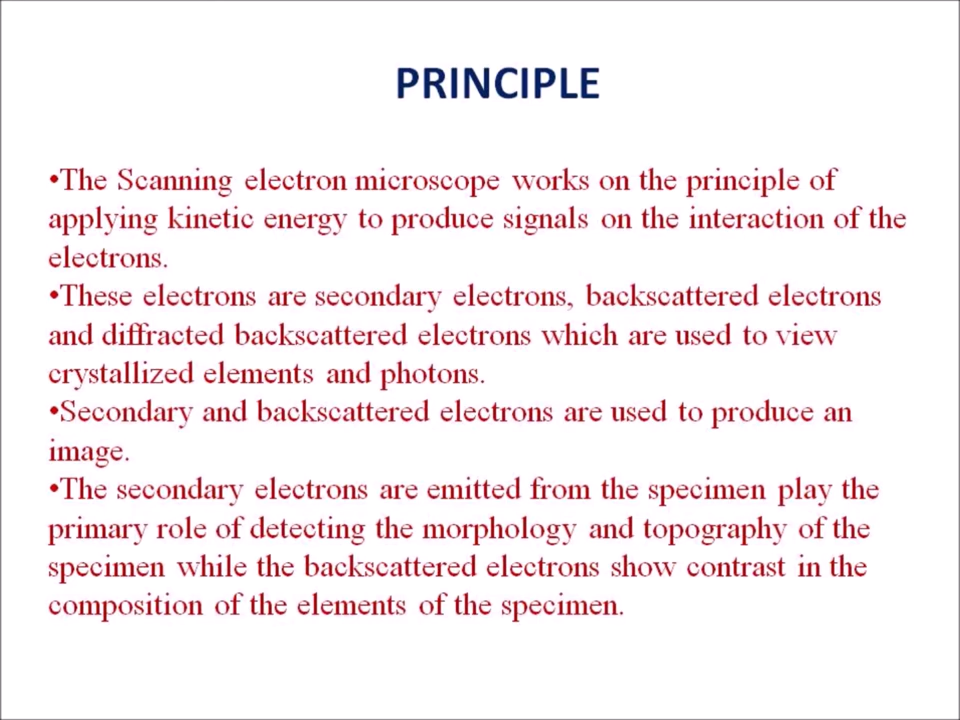 PRINCIPLE
•The Scanning electron microscope works on the principle of
applying kinetic energy to produce signals on the interaction of the
electrons.
•These electrons are secondary electrons, backscattered electrons
and diffracted backscattered electrons which are used to view
crystallized elements and photons.
•Secondary and backscattered electrons are used to produce an
image.
•The secondary electrons are emitted from the specimen play the
primary role of detecting the morphology and topography of the
specimen while the backscattered electrons show contrast in the
composition of the elements of the specimen.